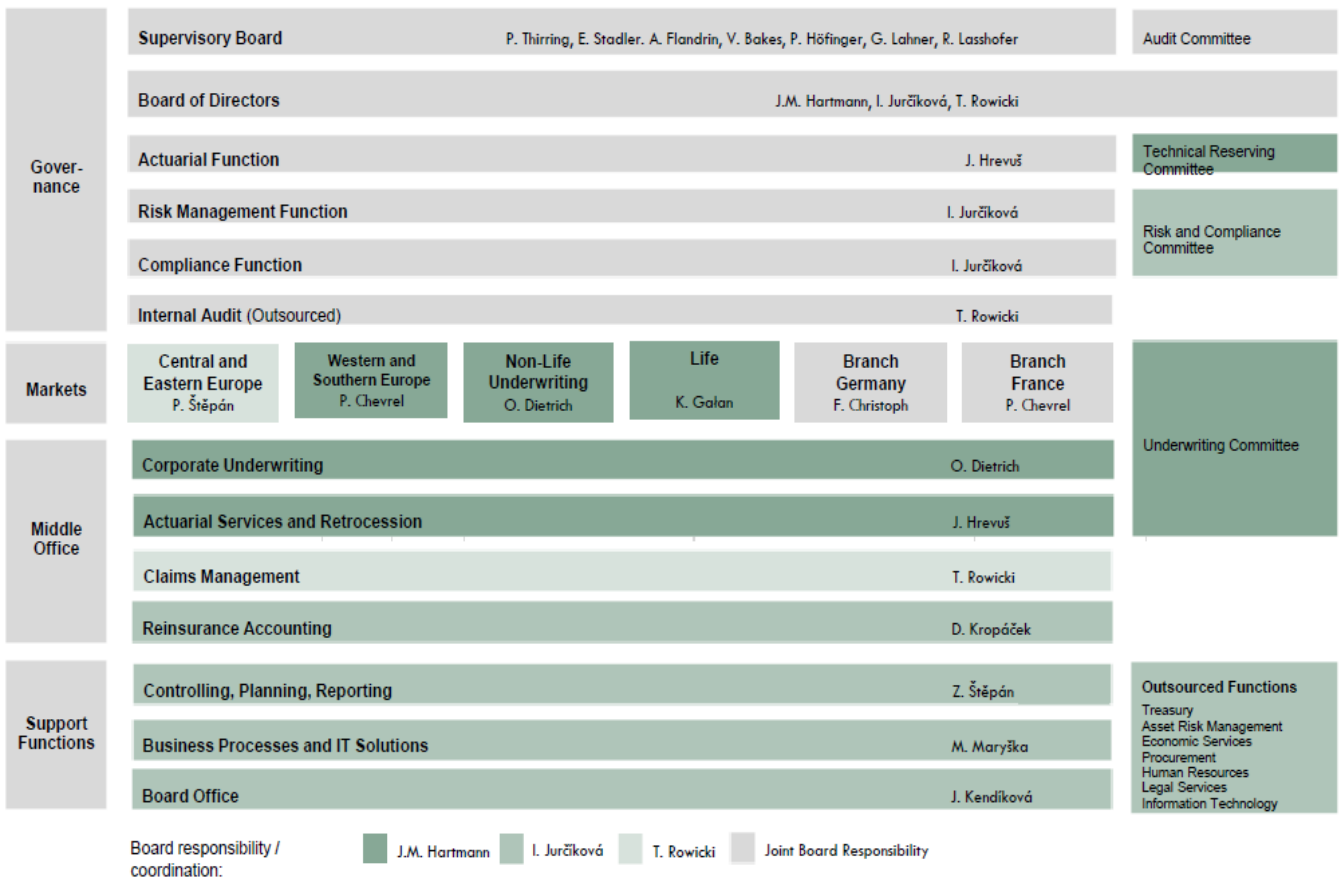 Gover-
nance
Supervisory Board P. Thirring, E. Stadler. A. Flandrin, V. Bakes, P. Höfinger, G. Lahner, R. Lasshofer
Audit Committee
Board of Directors J.M. Hartmann, I. Jurčíková, T. Rowicki
Actuarial Function J. Hrevuš
Technical Reserving
Committee
Risk Management Function I. Jurčíková
Risk and Compliance
Committee
Compliance Function I. Jurčíková
Internal Audit (Outsourced) T. Rowicki
Markets
Central and
Eastern Europe
P. Štěpán
Western and
Southern Europe
P. Chevrel
Non-Life
Underwriting
O. Dietrich
Life
K. Gałan
Branch
Germany
F. Christoph
Branch
France
P. Chevrel
Underwriting Committee
Middle
Office
Corporate Underwriting O. Dietrich
Actuarial Services and Retrocession J. Hrevuš
Claims Management T. Rowicki
Reinsurance Accounting D. Kropáček
Support
Functions
Controlling, Planning, Reporting Z. Štěpán
Business Processes and IT Solutions M. Maryška
Board Office J. Kendíková
Outsourced Functions
Treasury
Asset Risk Management
Economic Services
Procurement
Human Resources
Legal Services
Information Technology
Board responsibility /
coordination:
J.M. Hartmann I. Jurčíková T. Rowicki Joint Board Responsibility